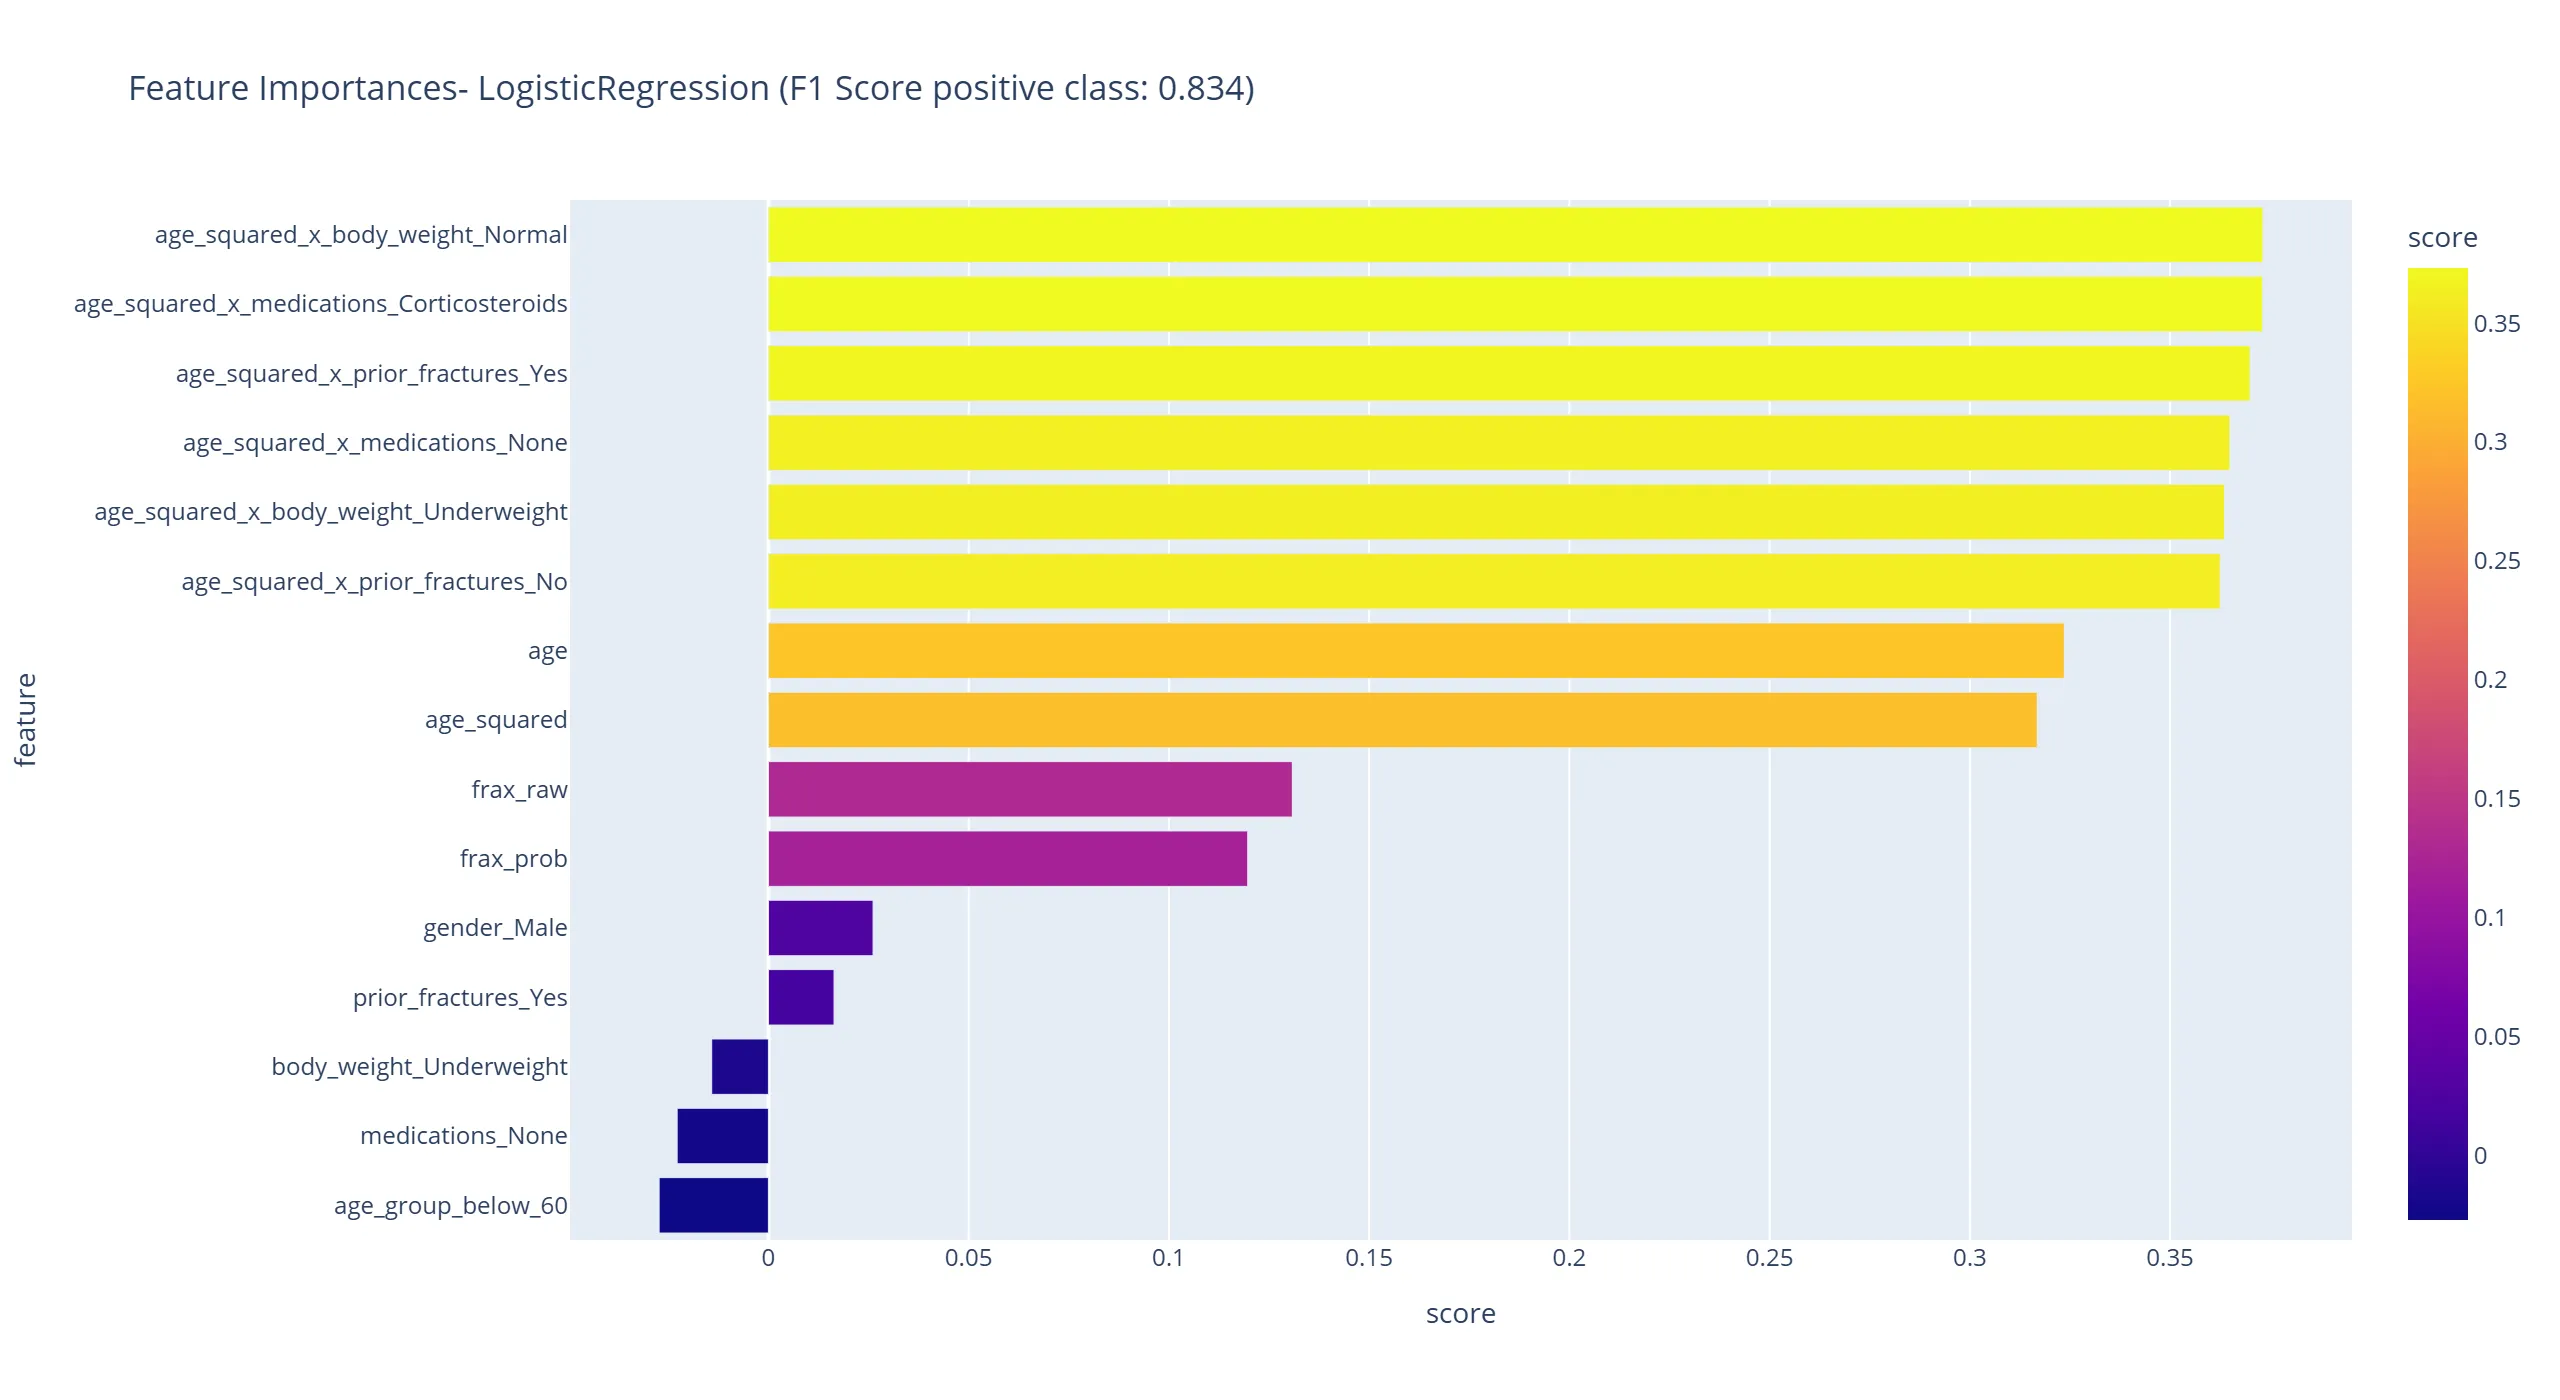 Feature Importances- LogisticRegression (F1 Score positive class: 0.834)
feature
age_squared_x_body_weight_Normal
age_squared_x_medications_Corticosteroids
age_squared_x_prior_fractures_Yes
age_squared_x_medications_None
age_squared_x_body_weight_Underweight
age_squared_x_prior_fractures_No
age
age_squared
frax_raw
frax_prob
gender_Male
prior_fractures_Yes
body_weight_Underweight
medications_None
age_group_below_60
0 0.05 0.1 0.15 0.2 0.25 0.3 0.35
score
score
0.35
0.3
0.25
0.2
0.15
0.1
0.05
0